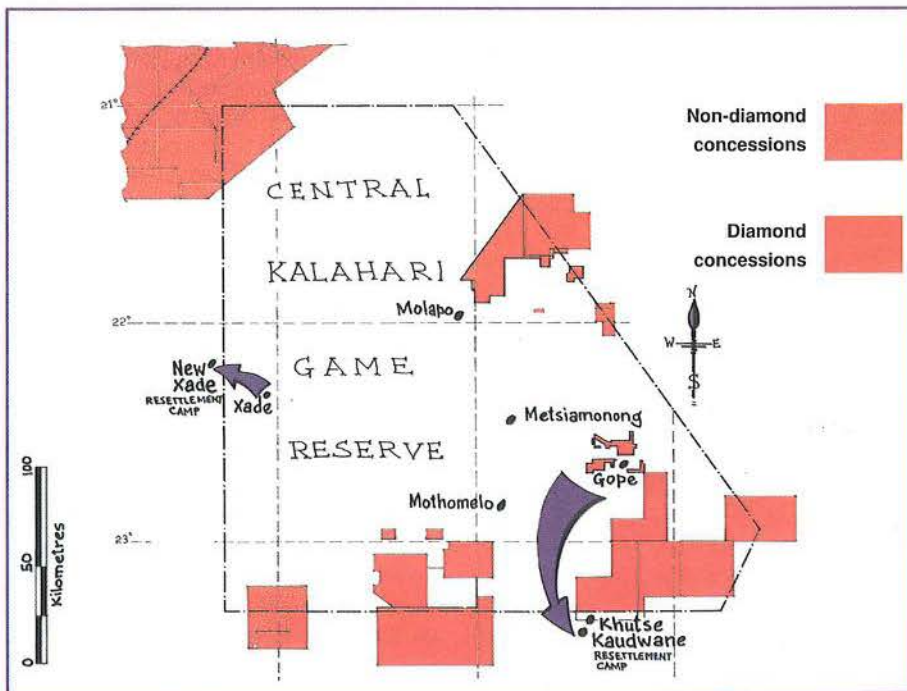 21°
CENTRAL
KALAHARI
Molapo
22°
GAME
New
Xade
RESETTLEMENT
CAMP
Xade
Metsiamonong
RESERVE
Gope
Mothomelo
23°
Khutse
Kaudwane
RESETTLEMENT
CAMP
Non-diamond
concessions
Diamond
concessions
N
W E
S
100
50
0
Kilometres